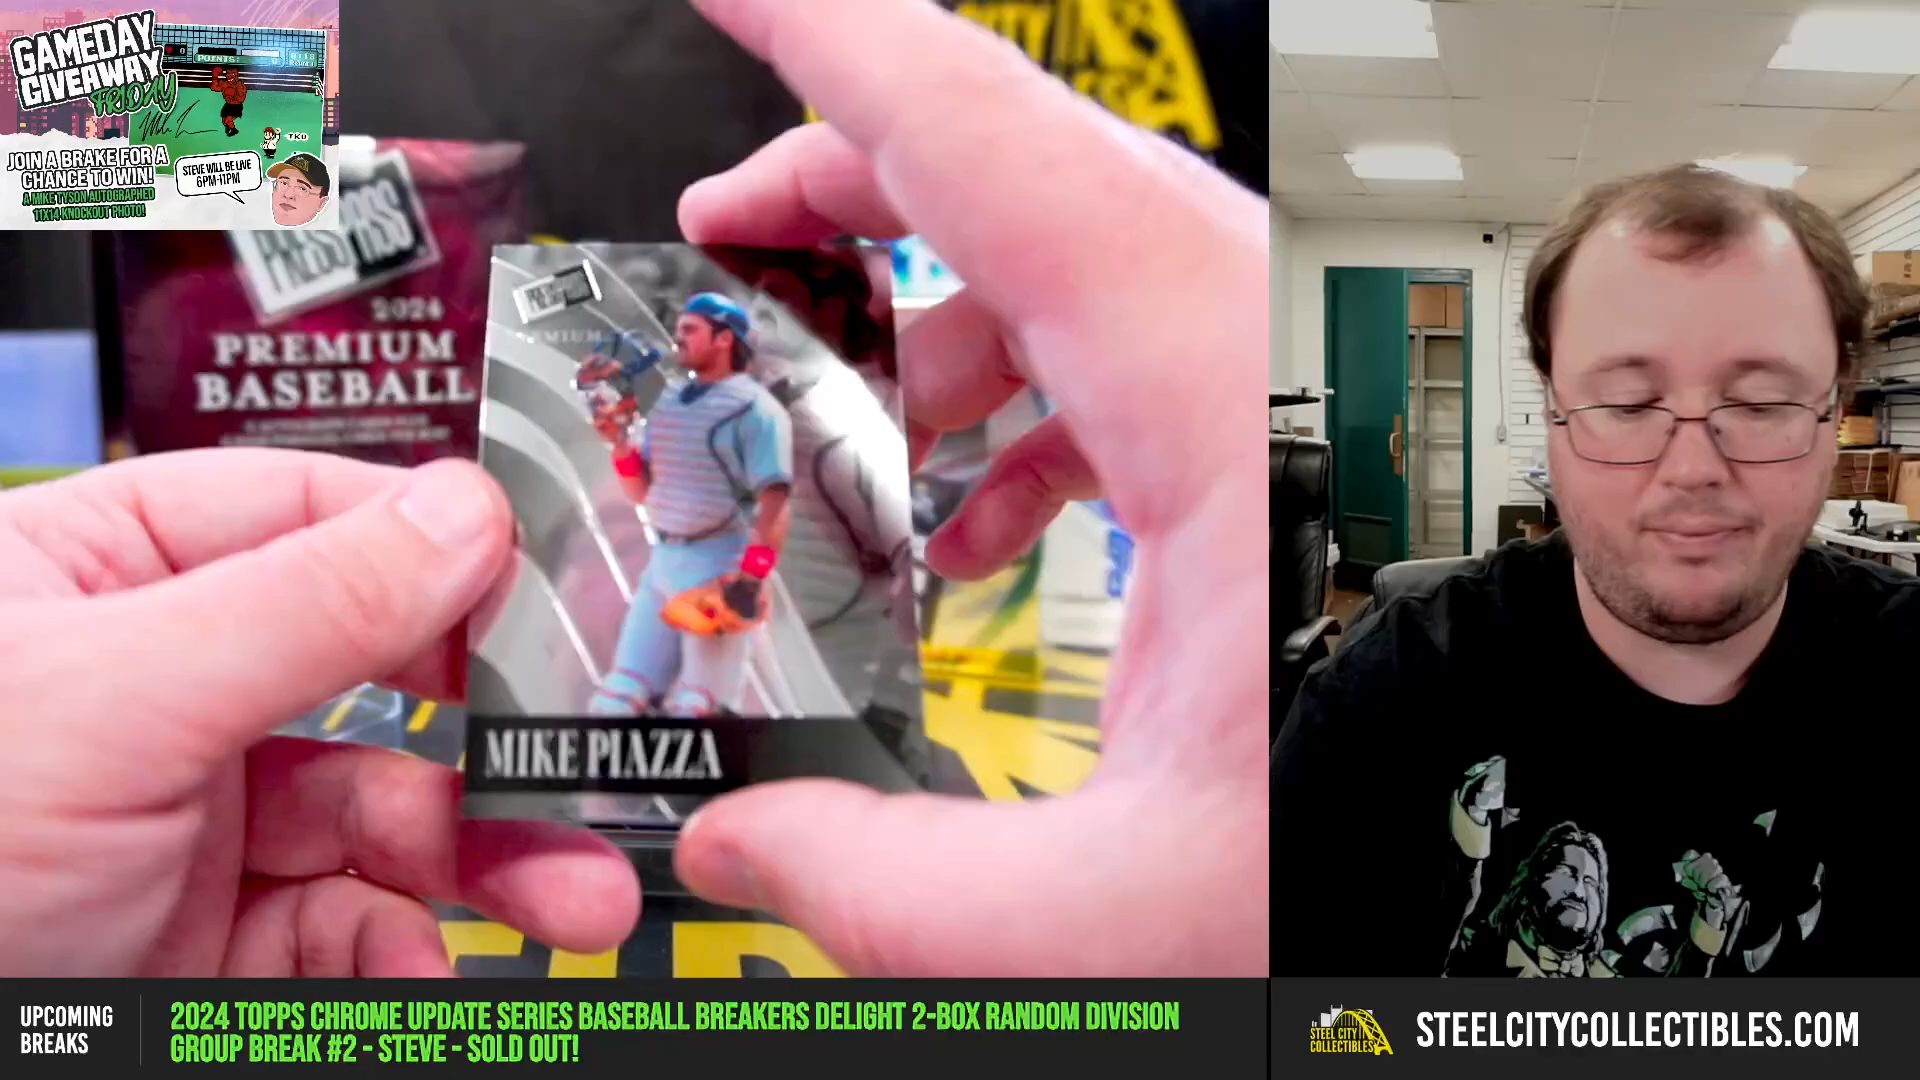 GAMEDAY
GIVEAWAY
FRIDAY
POINTS:
TKO
JOIN A BRAKE FOR A
CHANCE TO WIN!
A MIKE TYSON AUTOGRAPHED
11X14 KNOCKOUT PHOTO!
STEVE WILL BE LIVE
6PM-11PM
PRESS PASS
2024
PREMIUM
BASEBALL
MIKE PIAZZA
UPCOMING
BREAKS
2024 TOPPS CHROME UPDATE SERIES BASEBALL BREAKERS DELIGHT 2-BOX RANDOM DIVISION
GROUP BREAK #2 - STEVE - SOLD OUT!
STEEL CITY
COLLECTIBLES
STEELCITYCOLLECTIBLES.COM